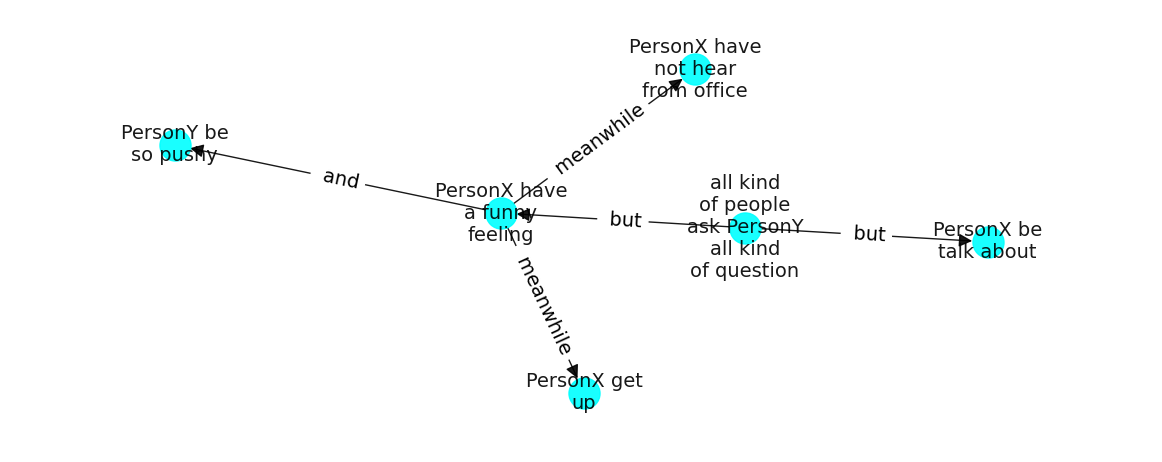 PersonX have
not hear
from office
meanwhile
PersonY be
so pushy
and
PersonX have
a funny
feeling
but
all kind
of people
ask PersonY
all kind
of question
but
PersonX be
talk about
meanwhile
PersonX get
up